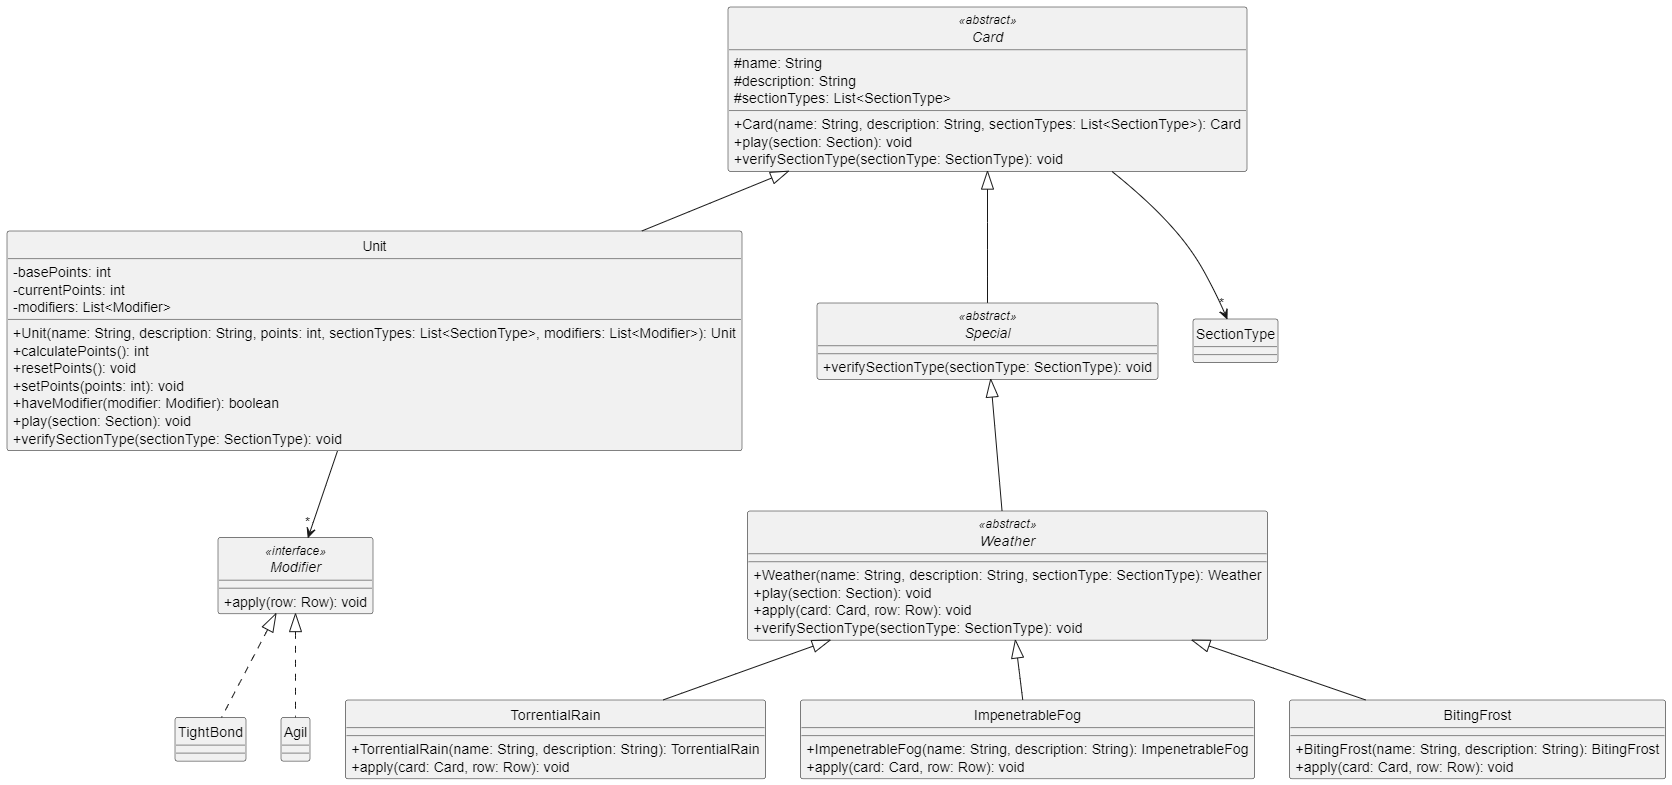 «abstract»
Card
#name: String
#description: String
#sectionTypes: List<SectionType>
+Card(name: String, description: String, sectionTypes: List<SectionType>): Card
+play(section: Section): void
+verifySectionType(sectionType: SectionType): void
Unit
-basePoints: int
-currentPoints: int
-modifiers: List<Modifier>
+Unit(name: String, description: String, points: int, sectionTypes: List<SectionType>, modifiers: List<Modifier>): Unit
+calculatePoints(): int
+resetPoints(): void
+setPoints(points: int): void
+haveModifier(modifier: Modifier): boolean
+play(section: Section): void
+verifySectionType(sectionType: SectionType): void
«abstract»
Special
+verifySectionType(sectionType: SectionType): void
*
SectionType
*
«interface»
Modifier
+apply(row: Row): void
«abstract»
Weather
+Weather(name: String, description: String, sectionType: SectionType): Weather
+play(section: Section): void
+apply(card: Card, row: Row): void
+verifySectionType(sectionType: SectionType): void
TightBond
Agil
TorrentialRain
+TorrentialRain(name: String, description: String): TorrentialRain
+apply(card: Card, row: Row): void
ImpenetrableFog
+ImpenetrableFog(name: String, description: String): ImpenetrableFog
+apply(card: Card, row: Row): void
BitingFrost
+BitingFrost(name: String, description: String): BitingFrost
+apply(card: Card, row: Row): void